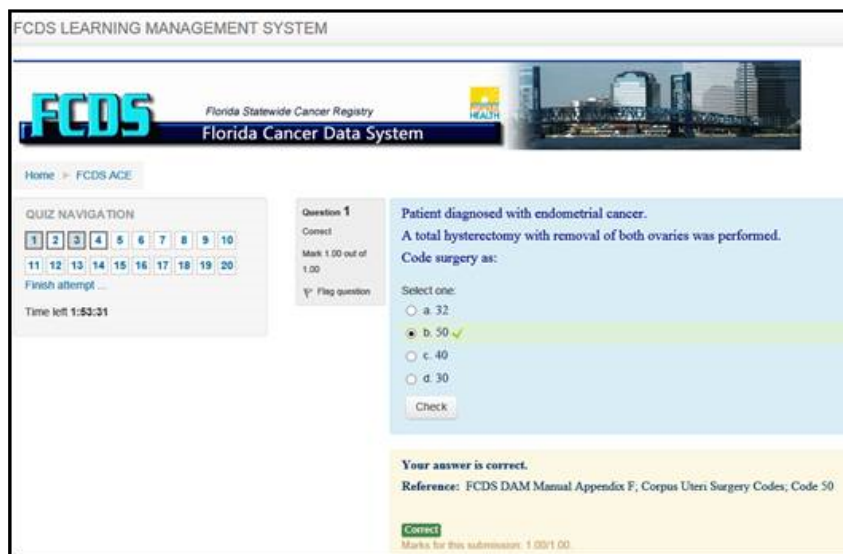 FCDS LEARNING MANAGEMENT SYSTEM
FCDS
Florida Statewide Cancer Registry
Florida Cancer Data System
HEALTH
Home ► FCDS ACE
QUIZ NAVIGATION
1 2 3 4 5 6 7 8 9 10
11 12 13 14 15 16 17 18 19 20
Finish attempt ...
Time left 1:53:31
Question 1
Correct
Mark 1.00 out of
1.00
Flag question
Patient diagnosed with endometrial cancer.
A total hysterectomy with removal of both ovaries was performed.
Code surgery as:
Select one:
a. 32
b. 50
c. 40
d. 30
Check
Your answer is correct.
Reference: FCDS DAM Manual Appendix F; Corpus Uteri Surgery Codes; Code 50
Correct
Marks for this submission: 1.00/1.00.